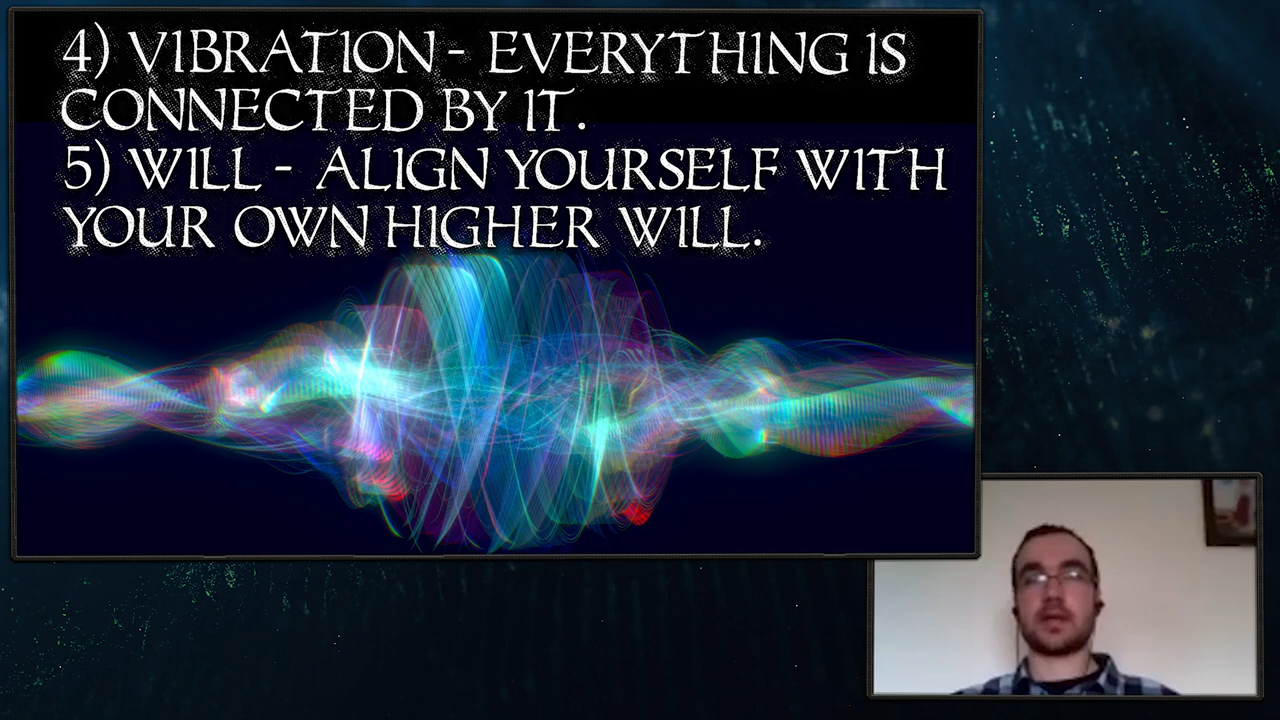 4) VIBRATION - EVERYTHING IS
CONNECTED BY IT.
5) WILL - ALIGN YOURSELF WITH
YOUR OWN HIGHER WILL.